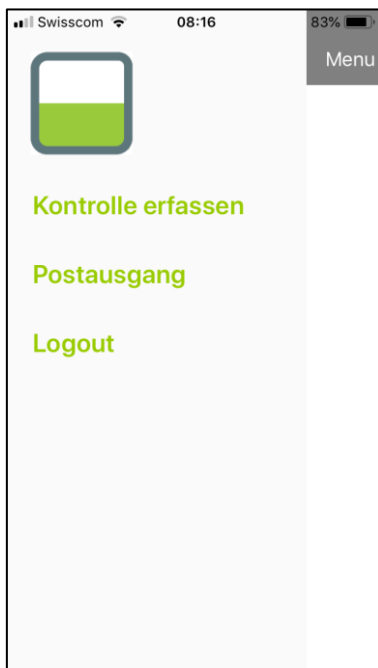 Swisscom 08:16 83%
Menu
Kontrolle erfassen
Postausgang
Logout